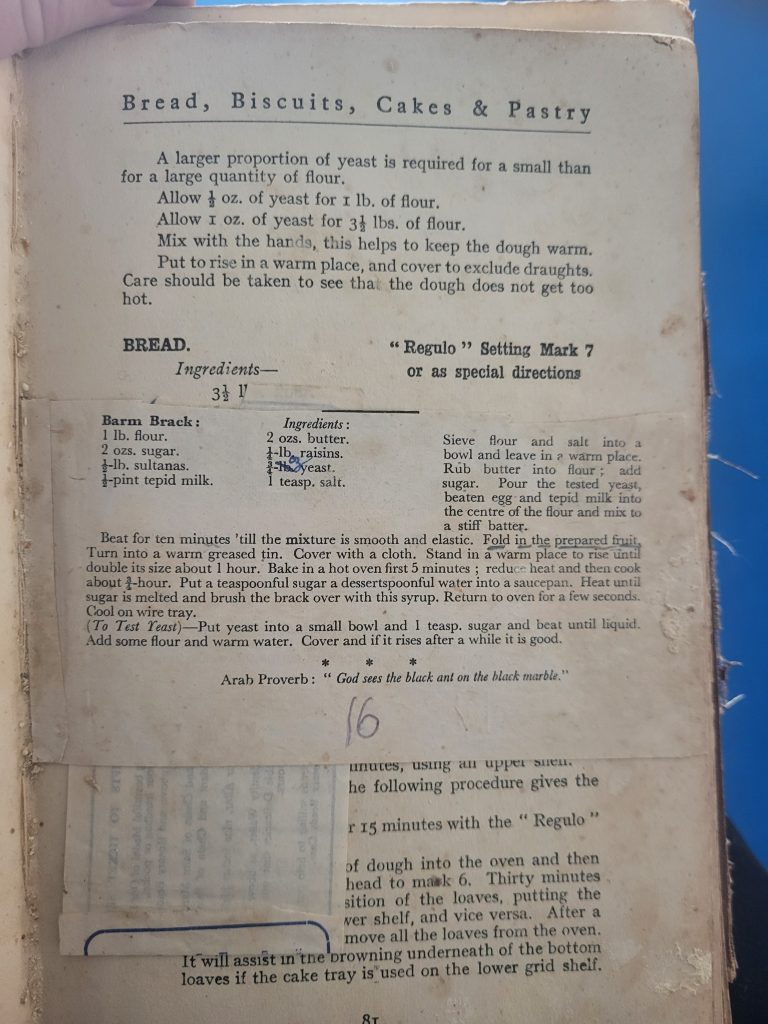 Bread, Biscuits, Cakes & Pastry
A larger proportion of yeast is required for a small than
for a large quantity of flour.
Allow ½ oz. of yeast for 1 lb. of flour.
Allow 1 oz. of yeast for 3½ lbs. of flour.
Mix with the hands, this helps to keep the dough warm.
Put to rise in a warm place, and cover to exclude draughts.
Care should be taken to see that the dough does not get too
hot.
BREAD.
"Regulo" Setting Mark 7
or as special directions
Ingredients—
3½
Barm Brack:
1 lb. flour.
2 ozs. sugar.
½-lb. sultanas.
½-pint tepid milk.
Ingredients:
2 ozs. butter.
½-lb. raisins.
yeast.
1 teasp. salt.
Sieve flour and salt into a
bowl and leave in a warm place.
Rub butter into flour; add
sugar. Pour the tested yeast,
beaten egg and tepid milk into
the centre of the flour and mix to
a stiff batter.
Beat for ten minutes 'till the mixture is smooth and elastic. Fold in the prepared fruit.
Turn into a warm greased tin. Cover with a cloth. Stand in a warm place to rise until
double its size about 1 hour. Bake in a hot oven first 5 minutes; reduce heat and then cook
about ¾-hour. Put a teaspoonful sugar a dessertspoonful water into a saucepan. Heat until
sugar is melted and brush the brack over with this syrup. Return to oven for a few seconds.
Cool on wire tray.
(To Test Yeast)—Put yeast into a small bowl and 1 teasp. sugar and beat until liquid.
Add some flour and warm water. Cover and if it rises after a while it is good.
* * *
Arab Proverb: "God sees the black ant on the black marble."
16
minutes, using an upper shelf.
he following procedure gives the
r 15 minutes with the "Regulo"
of dough into the oven and then
head to mark 6. Thirty minutes
sition of the loaves, putting the
wer shelf, and vice versa. After a
move all the loaves from the oven.
It will assist in the browning underneath of the bottom
loaves if the cake tray is used on the lower grid shelf.
81